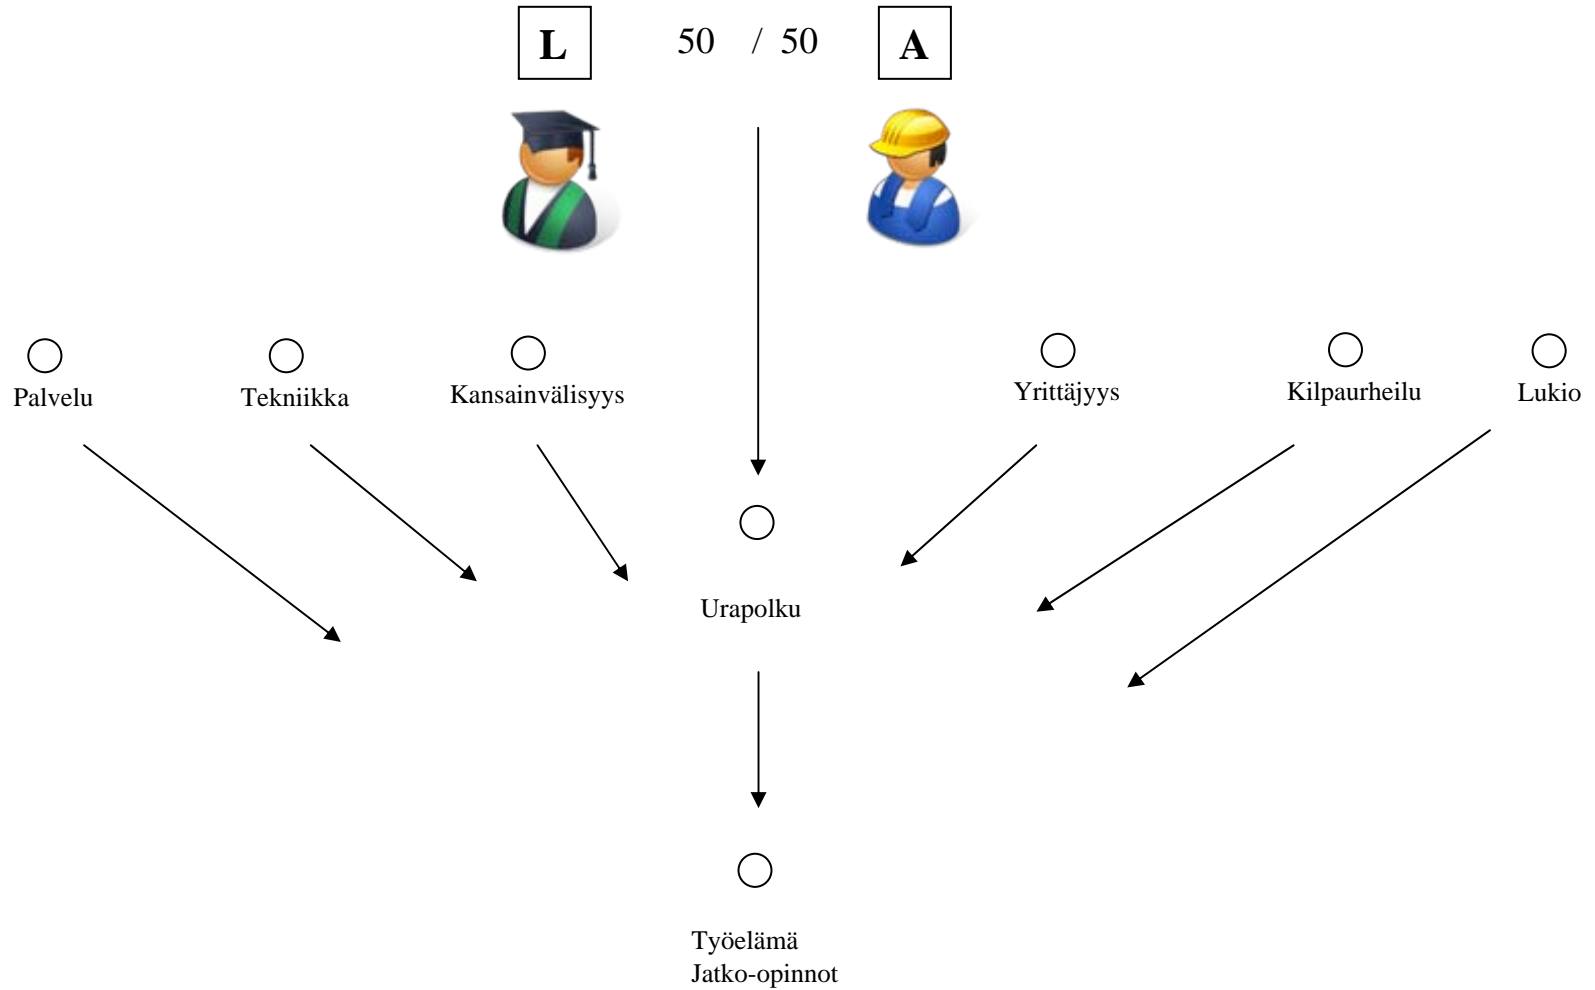 L 50 / 50 A
Palvelu Tekniikka Kansainvälisyys Yrittäjyys Kilpaurheilu Lukio
Urapolku
Työelämä
Jatko-opinnot